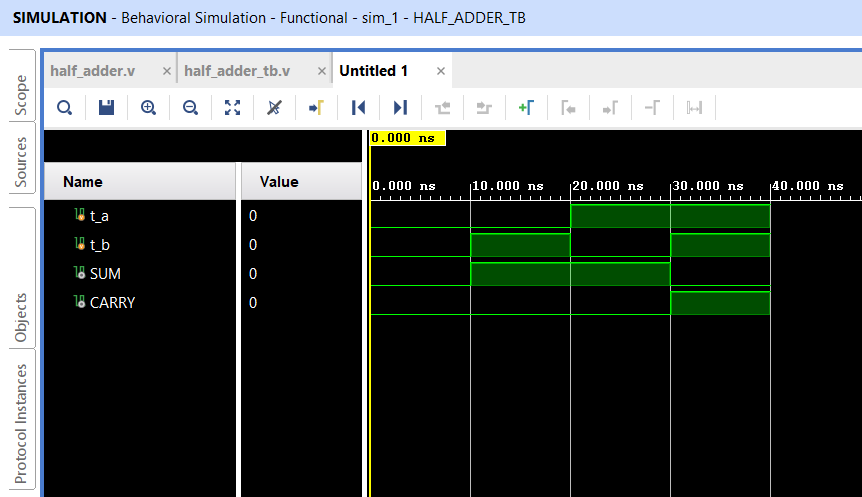 SIMULATION - Behavioral Simulation - Functional - sim_1 - HALF_ADDER_TB
Scope
Sources
Objects
Protocol Instances
half_adder.v × half_adder_tb.v × Untitled 1 ×
0.000 ns
Name Value
0.000 ns 10.000 ns 20.000 ns 30.000 ns 40.000 ns
t_a 0
t_b 0
SUM 0
CARRY 0